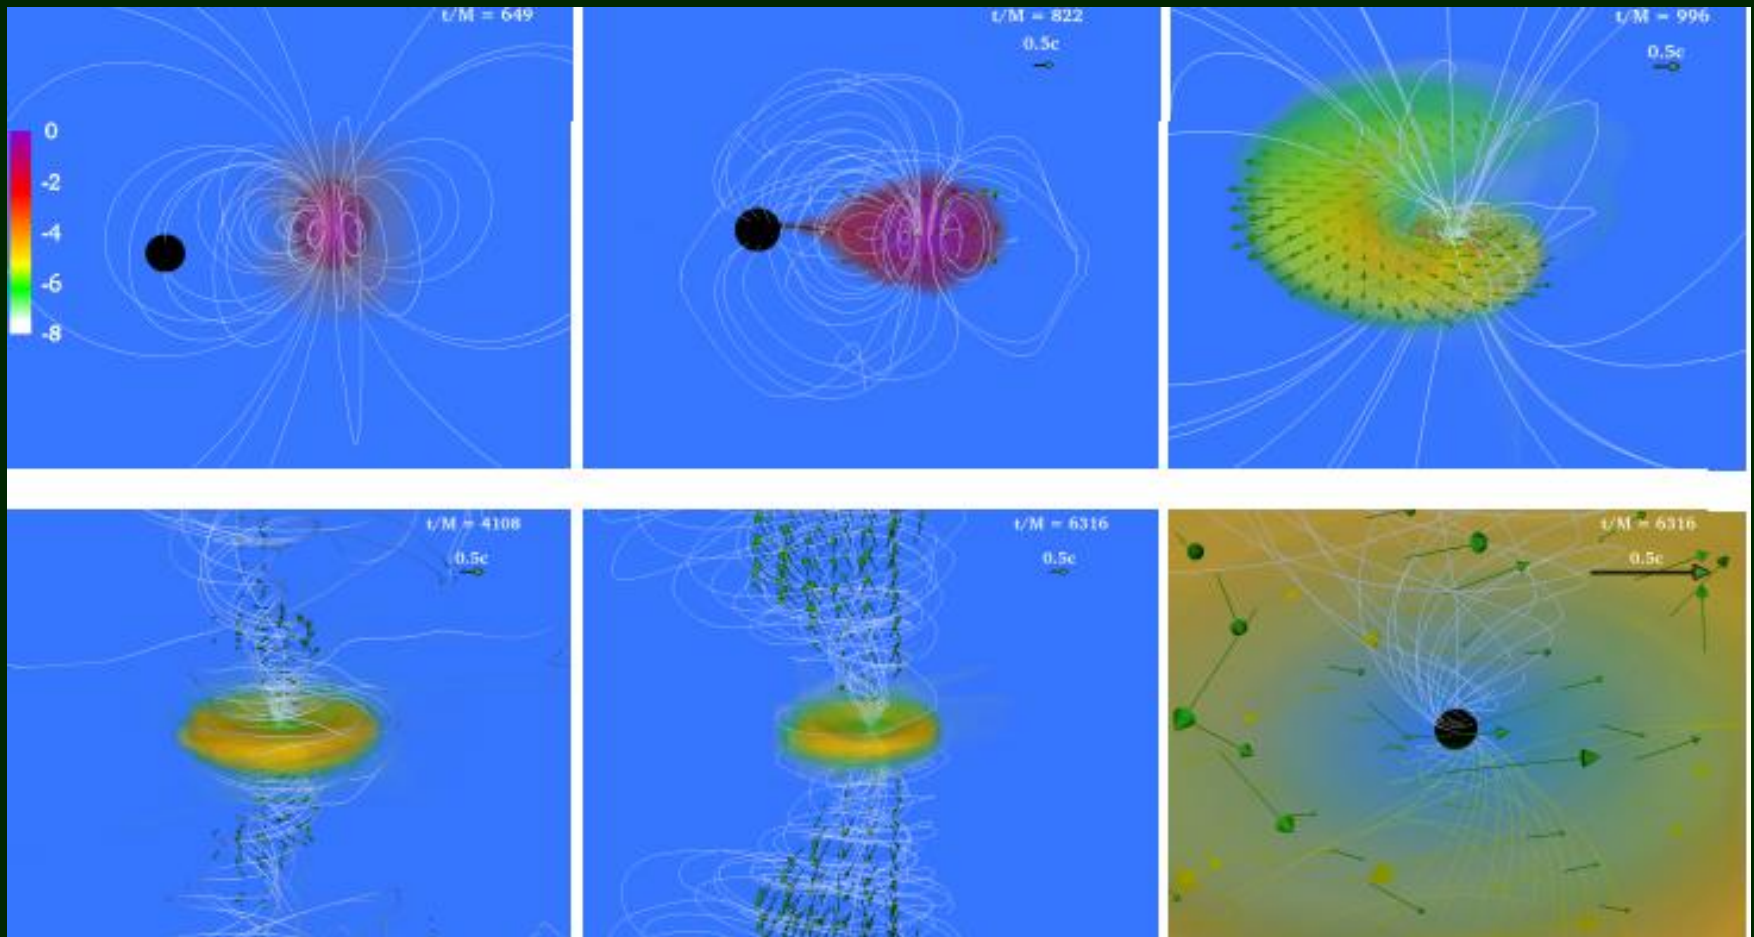 t/M = 649
0
-2
-4
-6
-8
t/M = 822
0.5c
t/M = 996
0.5c
t/M = 4108
0.5c
t/M = 6316
0.5c
t/M = 6316
0.5c